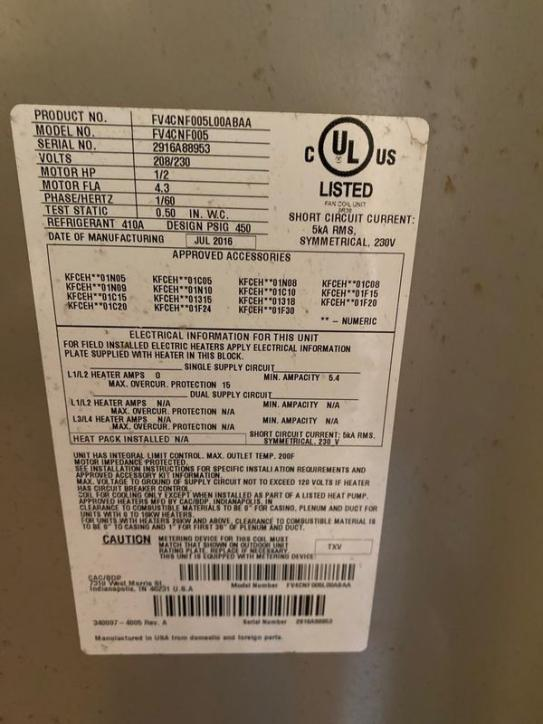 PRODUCT NO. FV4CNF005L00ABAA
MODEL NO. FV4CNF005
SERIAL NO. 2916A88953
VOLTS 208/230
MOTOR HP 1/2
MOTOR FLA 4.3
PHASE/HERTZ 1/60
TEST STATIC 0.50 IN. W.C.
REFRIGERANT 410A DESIGN PSIG 450
DATE OF MANUFACTURING JUL 2016
C UL US
LISTED
FAN COIL UNIT
SHORT CIRCUIT CURRENT:
5kA RMS,
SYMMETRICAL, 230V
APPROVED ACCESSORIES
KFCEH**01N05 KFCEH**01C05 KFCEH**01N08 KFCEH**01C08
KFCEH**01N09 KFCEH**01N10 KFCEH**01C10 KFCEH**01F15
KFCEH**01C15 KFCEH**01315 KFCEH**01318 KFCEH**01F20
KFCEH**01C20 KFCEH**01F24 KFCEH**01F30
** - NUMERIC
ELECTRICAL INFORMATION FOR THIS UNIT
FOR FIELD INSTALLED ELECTRIC HEATERS APPLY ELECTRICAL INFORMATION
PLATE SUPPLIED WITH HEATER IN THIS BLOCK.
SINGLE SUPPLY CIRCUIT
L1/L2 HEATER AMPS 0 MIN. AMPACITY 5.4
MAX. OVERCUR. PROTECTION 15
DUAL SUPPLY CIRCUIT
L1/L2 HEATER AMPS N/A MIN. AMPACITY N/A
MAX. OVERCUR. PROTECTION N/A
L3/L4 HEATER AMPS N/A MIN. AMPACITY N/A
MAX. OVERCUR. PROTECTION N/A
HEAT PACK INSTALLED N/A
SHORT CIRCUIT CURRENT: 5kA RMS,
SYMMETRICAL, 230 V
UNIT HAS INTEGRAL LIMIT CONTROL. MAX. OUTLET TEMP. 200F
MOTOR IMPEDANCE PROTECTED.
SEE INSTALLATION INSTRUCTIONS FOR SPECIFIC INSTALLATION REQUIREMENTS AND
APPROVED ACCESSORY KIT INFORMATION.
MAX. VOLTAGE TO GROUND OF SUPPLY CIRCUIT NOT TO EXCEED 120 VOLTS IF HEATER
HAS CIRCUIT BREAKER CONTROL.
COIL FOR COOLING ONLY EXCEPT WHEN INSTALLED AS PART OF A LISTED HEAT PUMP.
APPROVED HEATERS MFD BY CAC/BDP, INDIANAPOLIS, IN
CLEARANCE TO COMBUSTIBLE MATERIALS TO BE 0" FOR CASING, PLENUM AND DUCT FOR
UNITS WITH 0 TO 19KW HEATERS.
FOR UNITS WITH HEATERS 20KW AND ABOVE, CLEARANCE TO COMBUSTIBLE MATERIAL IS
TO BE 0" TO CASING AND 1" FOR FIRST 36" OF PLENUM AND DUCT.
CAUTION METERING DEVICE FOR THIS COIL MUST
MATCH THAT SHOWN ON OUTDOOR UNIT
RATING PLATE. REPLACE IF NECESSARY.
THIS UNIT IS EQUIPPED WITH METERING DEVICE:
TXV
CAC/BDP
7310 West Morris St.
Indianapolis, IN 46231 U.S.A
Model Number FV4CNF005L00ABAA
340097-4005 Rev. A
Serial Number 2916A88953
Manufactured in USA from domestic and foreign parts.